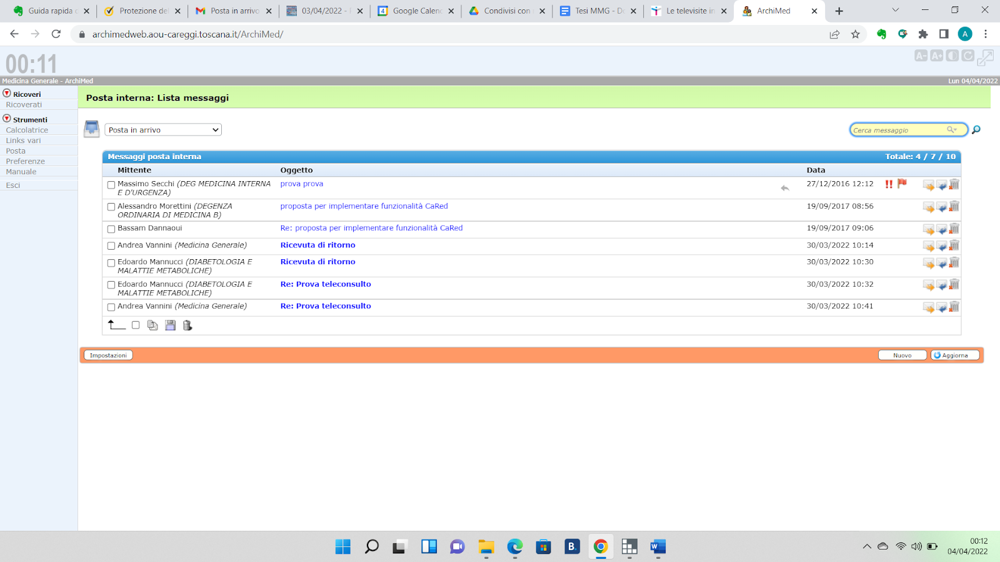 Guida rapida
Protezione del
Posta in arrivo
03/04/2022 -
Google Calen
Condivisi con
Tesi MMG - D
Le televisite in
ArchiMed
archimedweb.aou-careggi.toscana.it/ArchiMed/
A
00:11
A- A+
Medicina Generale - ArchiMed
Lun 04/04/2022
Ricoveri
Ricoverati
Strumenti
Calcolatrice
Links vari
Posta
Preferenze
Manuale
Esci
Posta interna: Lista messaggi
Posta in arrivo
Cerca messaggio
Messaggi posta interna Totale: 4 / 7 / 10
Mittente Oggetto Data
Massimo Secchi (DEG MEDICINA INTERNA prova prova 27/12/2016 12:12 !!
E D'URGENZA)
Alessandro Morettini (DEGENZA proposta per implementare funzionalità CaRed 19/09/2017 08:56
ORDINARIA DI MEDICINA B)
Bassam Dannaoui Re: proposta per implementare funzionalità CaRed 19/09/2017 09:06
Andrea Vannini (Medicina Generale) Ricevuta di ritorno 30/03/2022 10:14
Edoardo Mannucci (DIABETOLOGIA E Ricevuta di ritorno 30/03/2022 10:30
MALATTIE METABOLICHE)
Edoardo Mannucci (DIABETOLOGIA E Re: Prova teleconsulto 30/03/2022 10:32
MALATTIE METABOLICHE)
Andrea Vannini (Medicina Generale) Re: Prova teleconsulto 30/03/2022 10:41
Impostazioni Nuovo Aggiorna
B.
W
00:12
04/04/2022